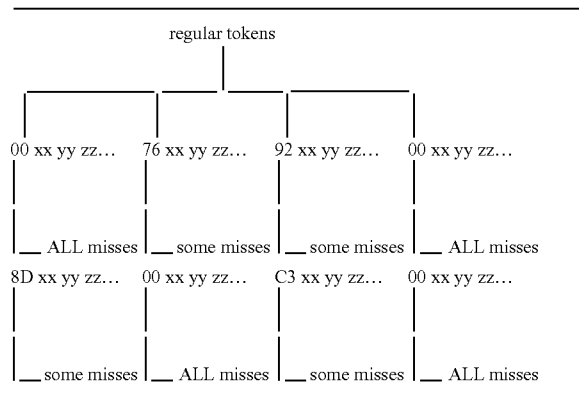 regular tokens
00 xx yy zz… 76 xx yy zz… 92 xx yy zz… 00 xx yy zz…
ALL misses some misses some misses ALL misses
8D xx yy zz… 00 xx yy zz… C3 xx yy zz… 00 xx yy zz…
some misses ALL misses some misses ALL misses